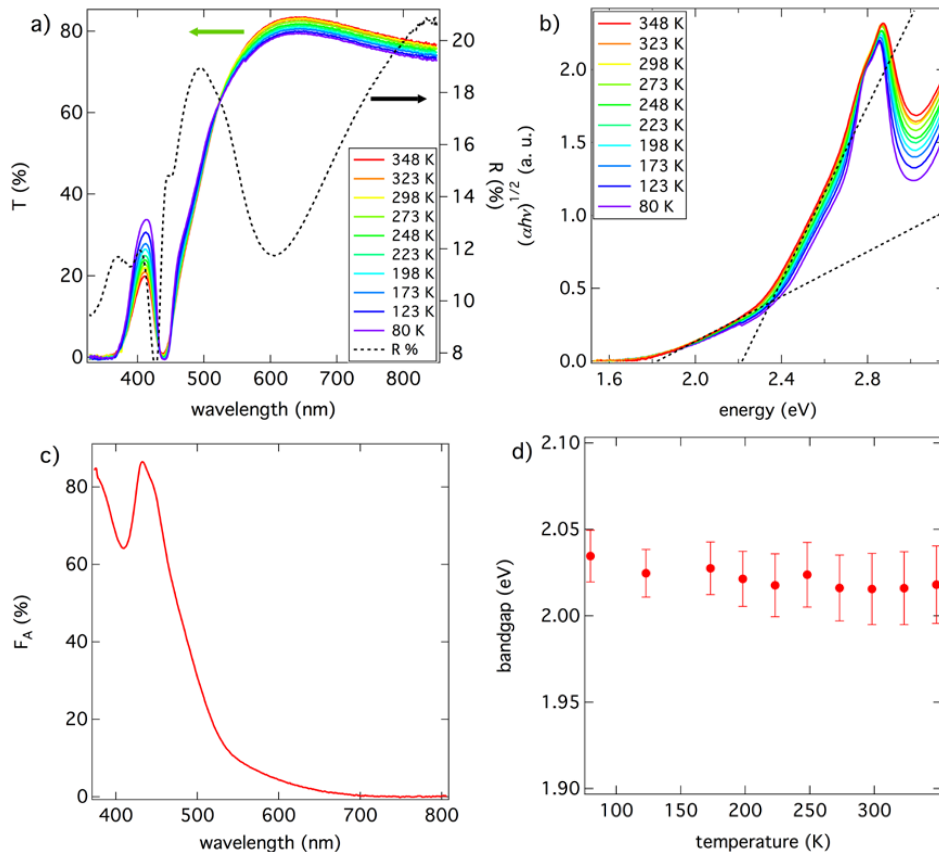 a)
80
60
40
20
0
T (%)
400
500
600
700
800
wavelength (nm)
20
18
16
14
12
10
8
R (%)
348 K
323 K
298 K
273 K
248 K
223 K
198 K
173 K
123 K
80 K
R %
b)
2.0
1.5
1.0
0.5
0.0
(αhν)^1/2 (a. u.)
1.6
2.0
2.4
2.8
energy (eV)
348 K
323 K
298 K
273 K
248 K
223 K
198 K
173 K
123 K
80 K
c)
80
60
40
20
0
F_A (%)
400
500
600
700
800
wavelength (nm)
d)
2.10
2.05
2.00
1.95
1.90
bandgap (eV)
100
150
200
250
300
temperature (K)